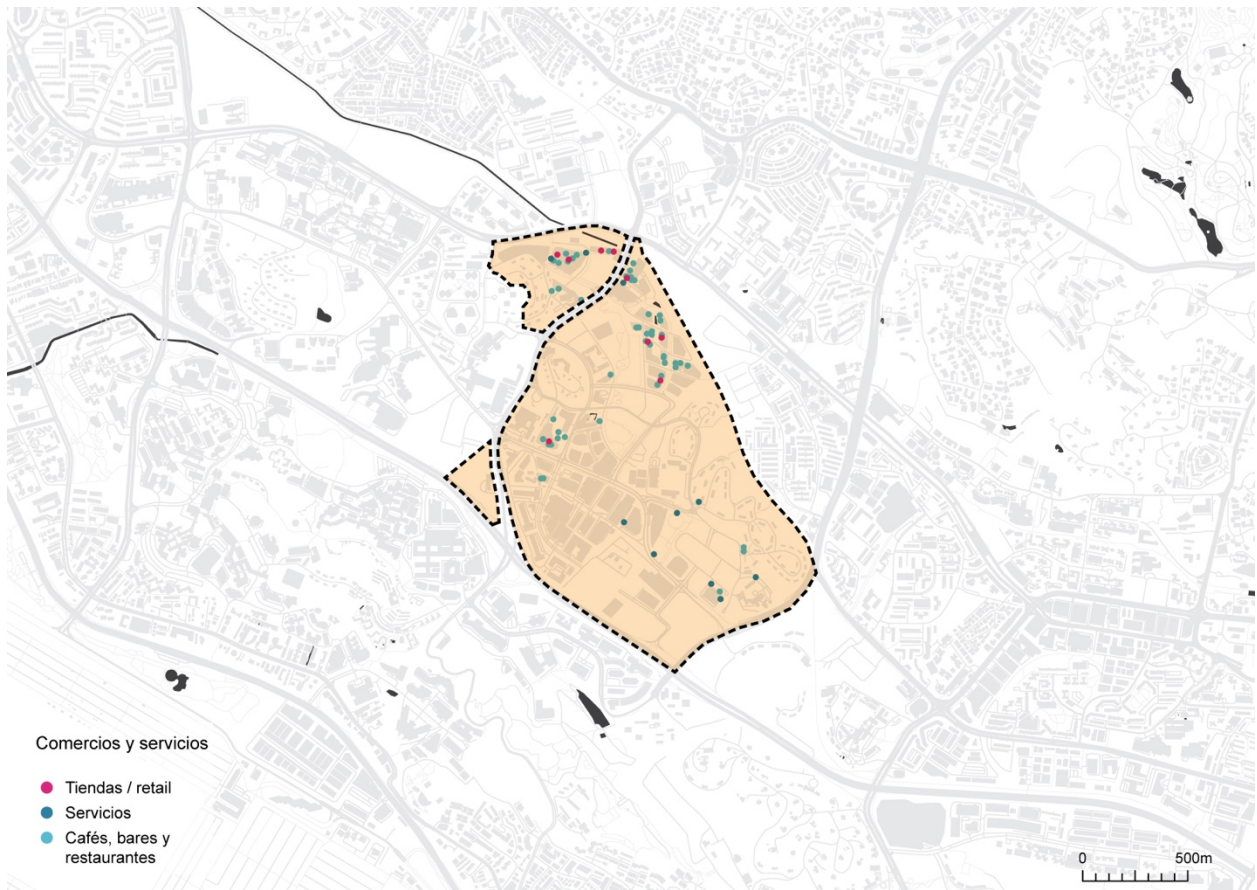 Comercios y servicios
Tiendas / retail
Servicios
Cafés, bares y
restaurantes
0 500m